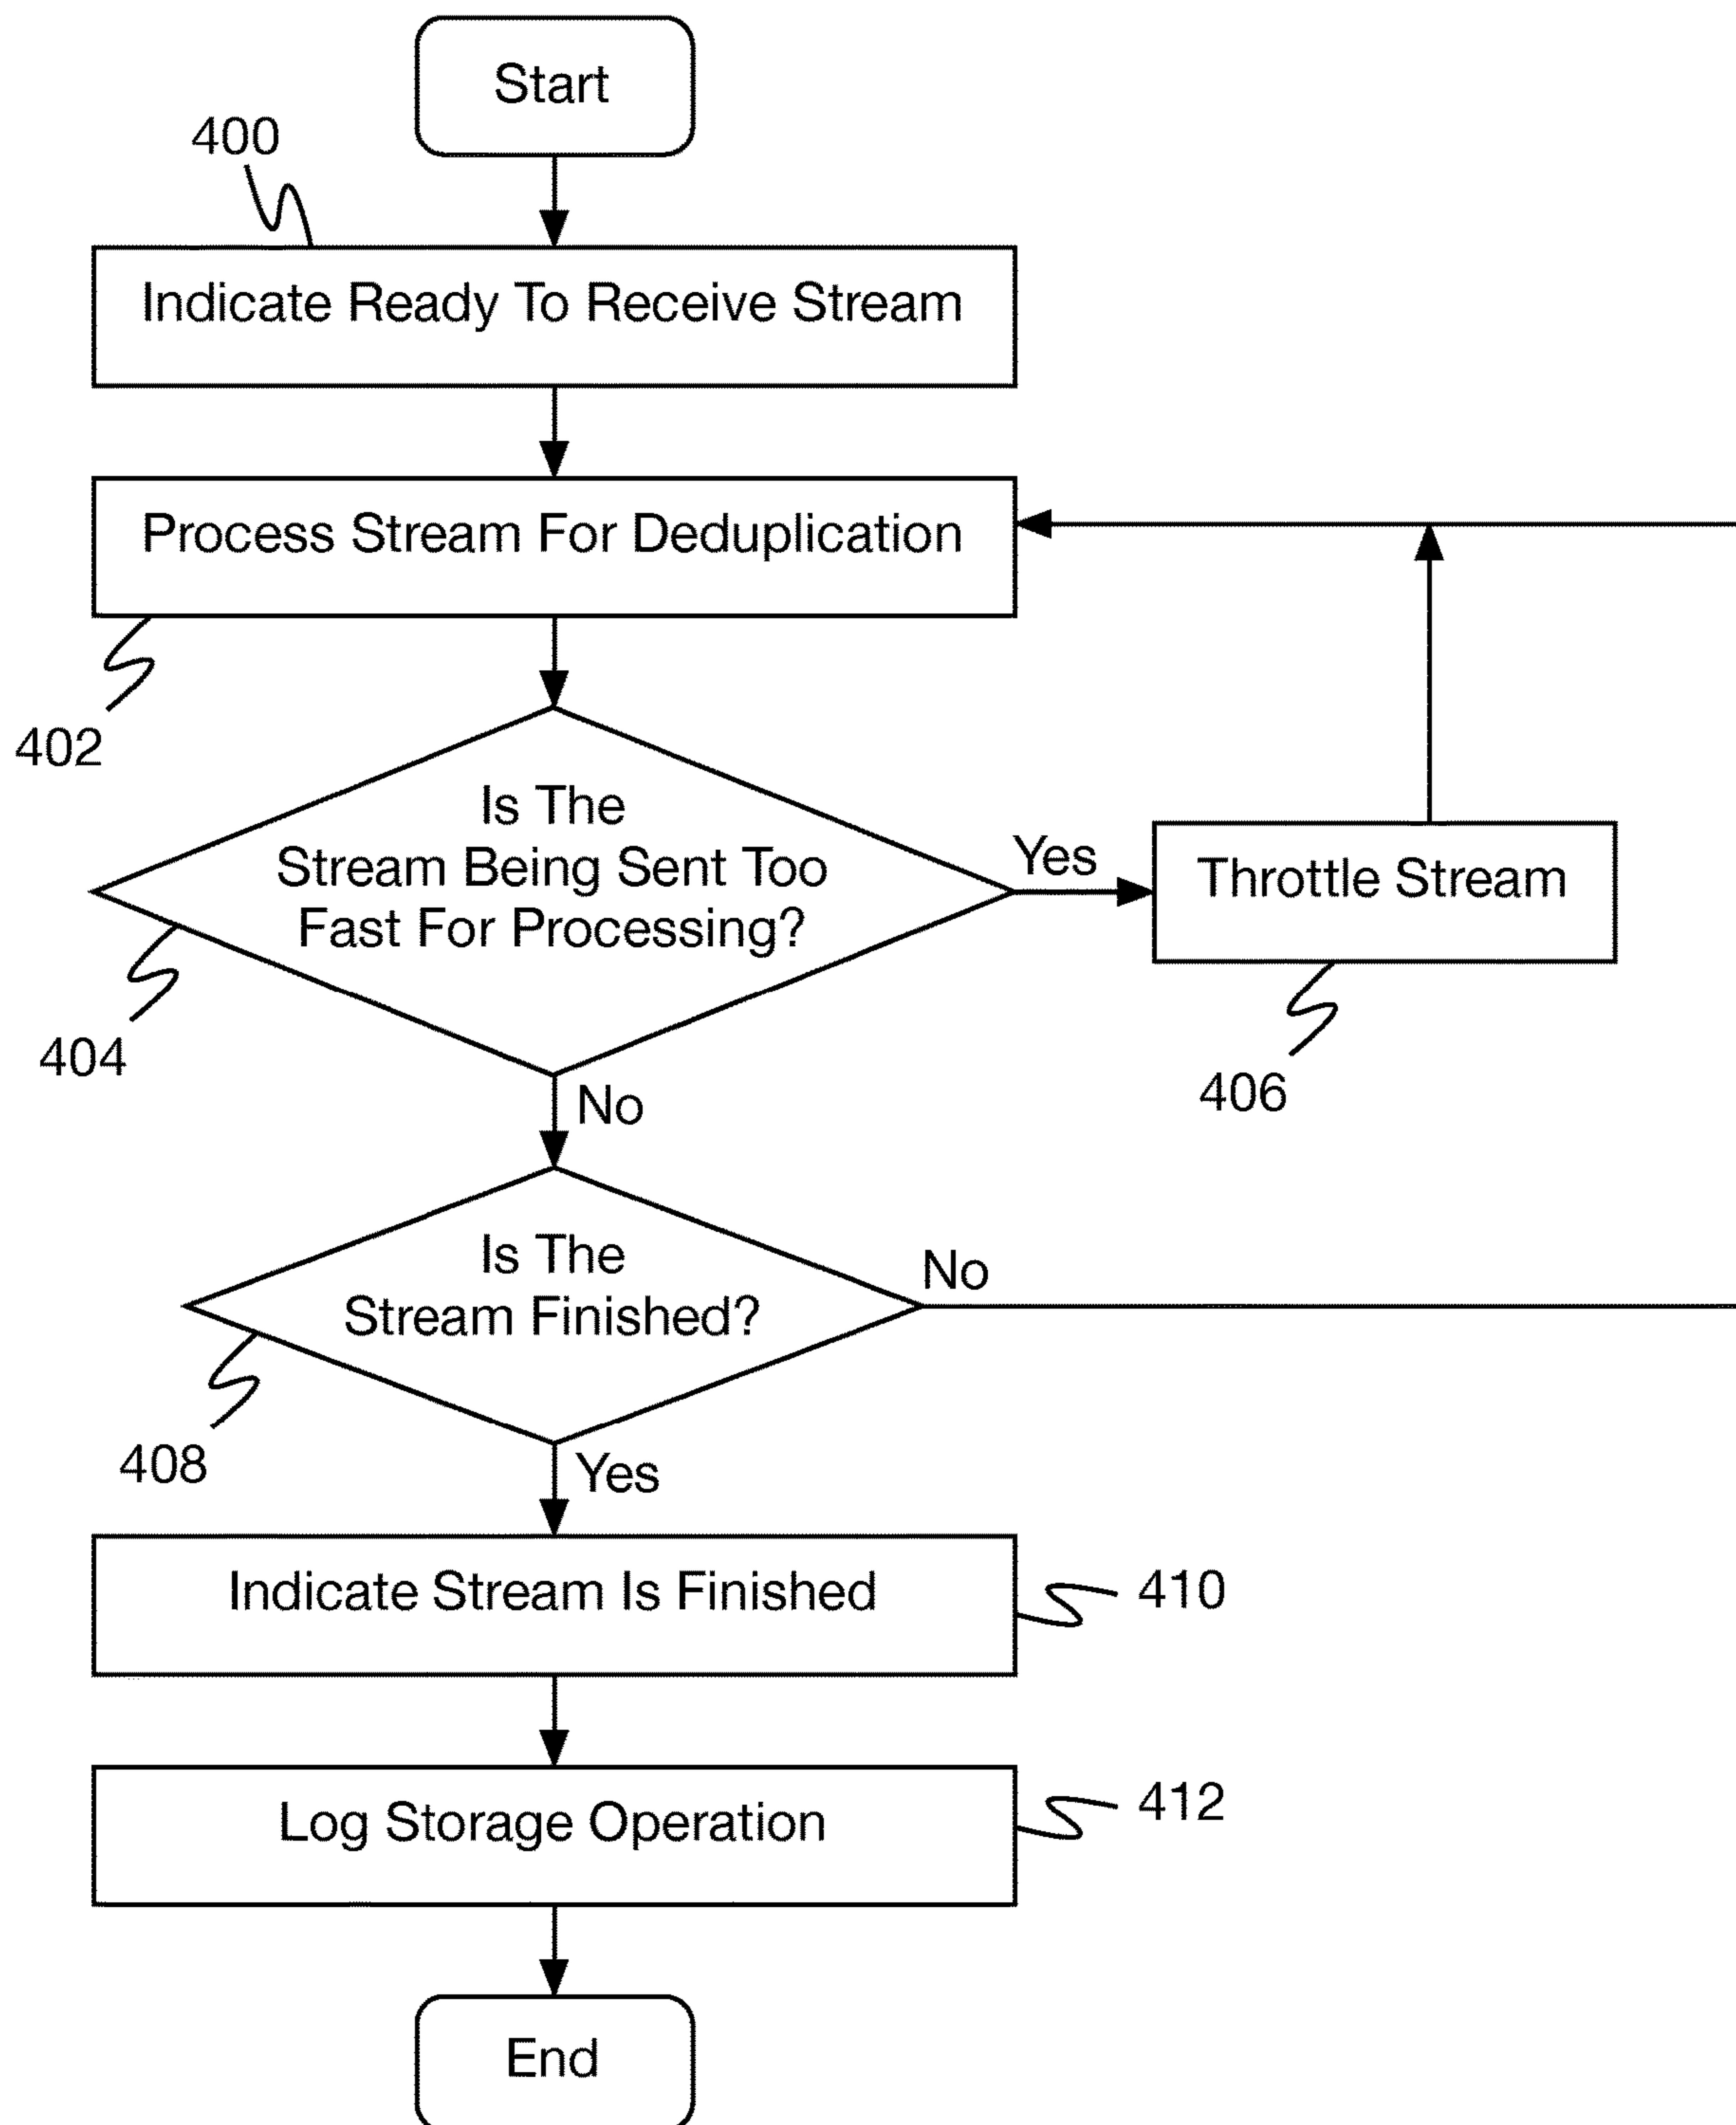 Start
400
Indicate Ready To Receive Stream
Process Stream For Deduplication
402
Is The
Stream Being Sent Too
Fast For Processing?
Yes
Throttle Stream
404
406
No
Is The
Stream Finished?
No
408
Yes
Indicate Stream Is Finished
410
Log Storage Operation
412
End